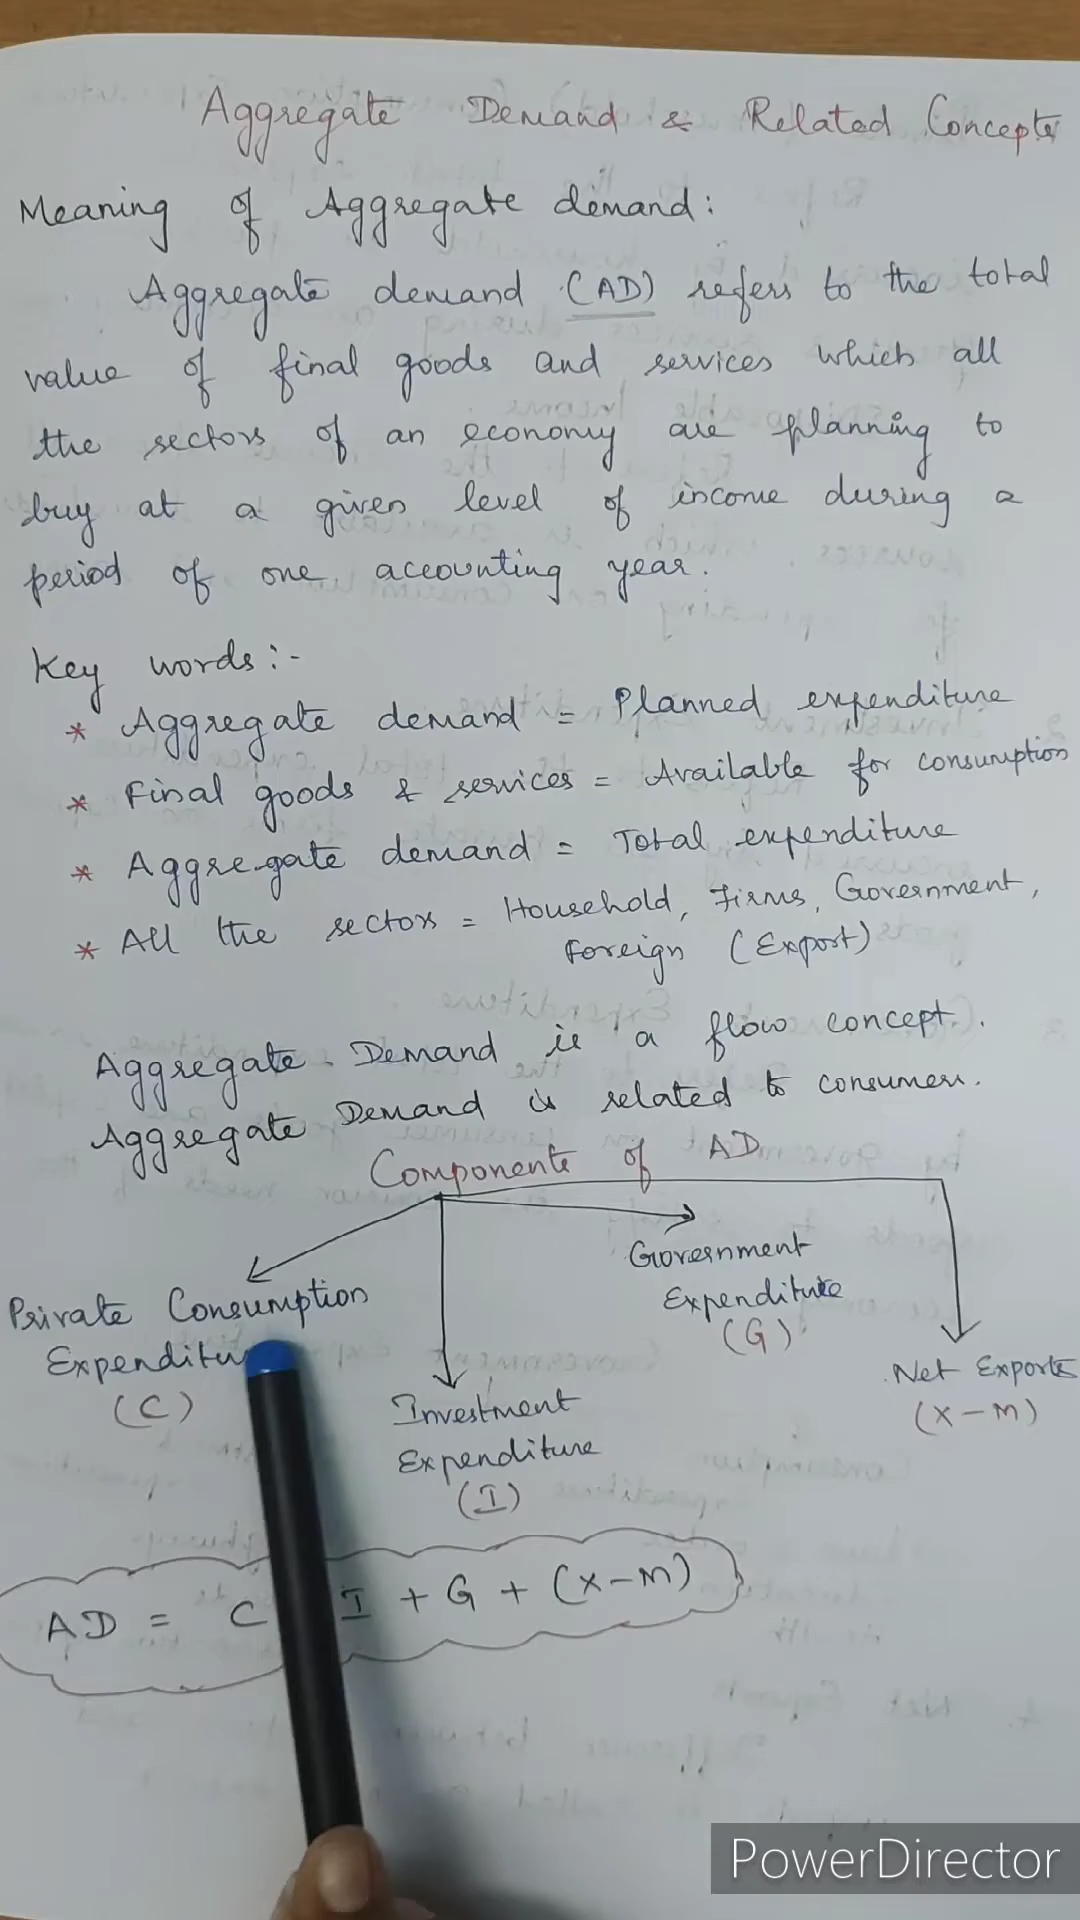 Aggregate Demand & Related Concepts
Meaning of Aggregate demand:
Aggregate demand (AD) refers to the total
value of final goods and services which all
the sectors of an economy are planning to
buy at a given level of income during a
period of one accounting year.
Key words:-
* Aggregate demand = Planned expenditure
* Final goods & services = Available for consumption
* Aggregate demand = Total expenditure
* All the sectors = Household, Firms, Government,
Foreign (Export)
Aggregate Demand is a flow concept.
Aggregate Demand is related to consumers.
Components of AD
Private Consumption
Expenditu
(C)
Investment
Expenditure
(I)
Government
Expenditure
(G)
Net Exports
(X-M)
AD = C I + G + (X-M)
PowerDirector